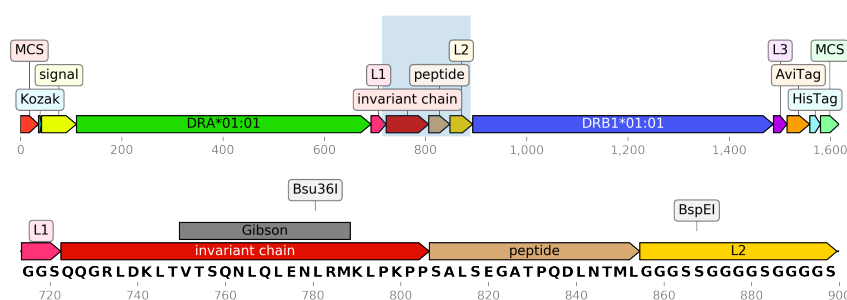 MCS L2 L3 MCS
signal L1 peptide AviTag
Kozak invariant chain HisTag
DRA*01:01 DRB1*01:01
0 200 400 600 800 1,000 1,200 1,400 1,600
Bsu36I
BspEI
L1 Gibson
invariant chain peptide L2
GGSQQGRLDKLTVTSQNLQLENLRMKLPKPPSALSEGATPQDLNTMLGGGSSGGGGSGGGGS
720 740 760 780 800 820 840 860 880 900